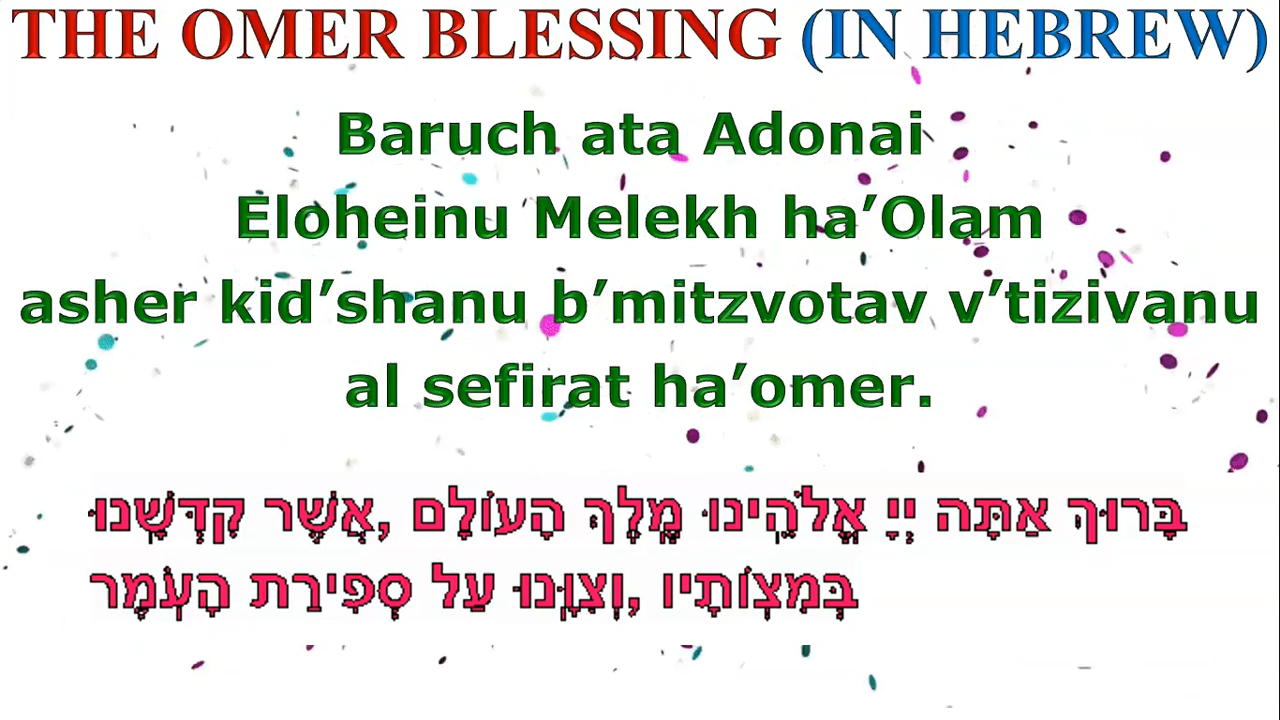 THE OMER BLESSING (IN HEBREW)
Baruch ata Adonai
Eloheinu Melekh ha’Olam
asher kid’shanu b’mitzvotav v’tizivanu
al sefirat ha’omer.
בָּרוּךְ אַתָּה יְיָ אֱלֹהֵינוּ מֶלֶךְ הָעוֹלָם ,אֲשֶׁר קִדְּשָׁנוּ
בְּמִצְוֹתָיו ,וְצִוָּנוּ עַל סְפִירַת הָעֹמֶר